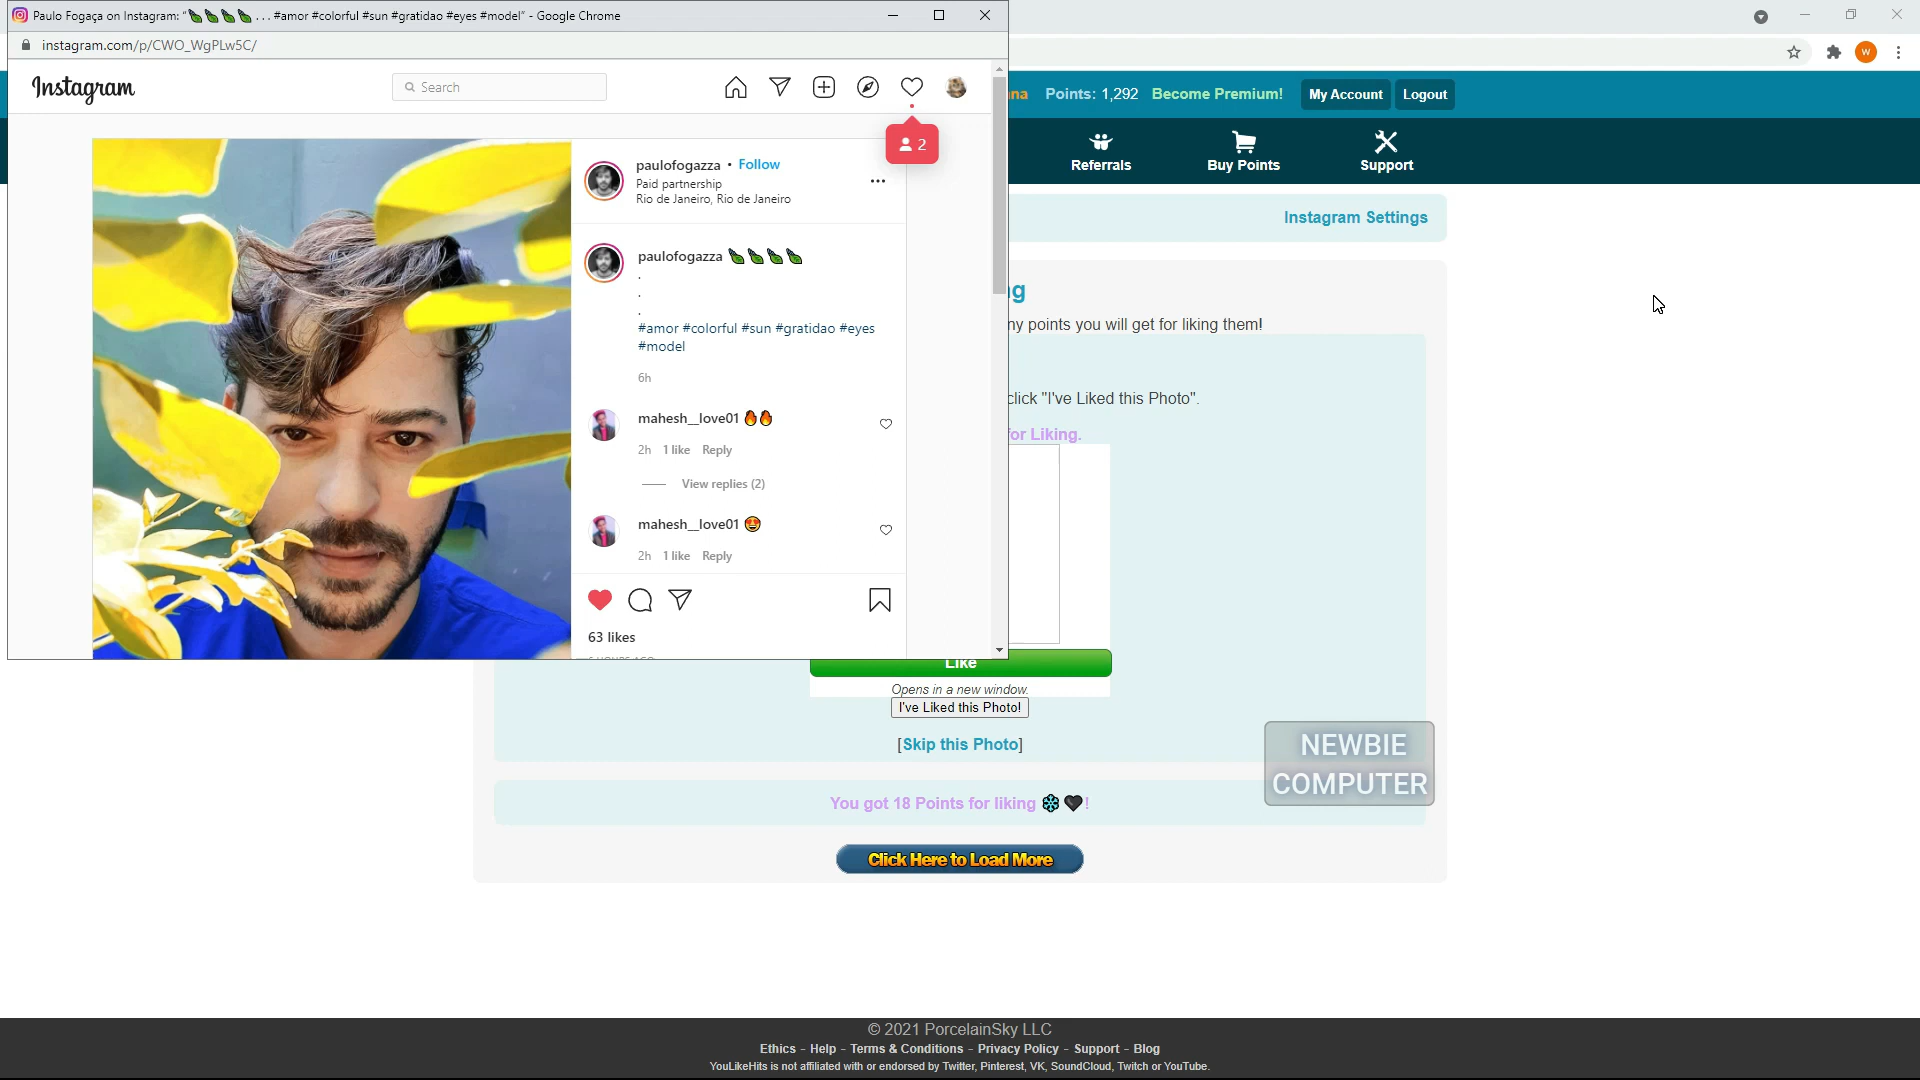 Paulo Fogaça on Instagram: "🍃🍃🍃🍃 . . . #amor #colorful #sun #gratidao #eyes #model" - Google Chrome
instagram.com/p/CWO_WgPLw5C/
W
Instagram
Search
Points: 1,292 Become Premium! My Account Logout
2
Referrals
Buy Points
Support
paulofogazza • Follow
Paid partnership
Rio de Janeiro, Rio de Janeiro
Instagram Settings
paulofogazza 🍃🍃🍃🍃
.
.
.
#amor #colorful #sun #gratidao #eyes
#model
6h
points you will get for liking them!
click "I've Liked this Photo".
for Liking.
mahesh__love01 🔥🔥
2h 1 like Reply
View replies (2)
mahesh__love01 😍
2h 1 like Reply
63 likes
6 HOURS AGO
Like
Opens in a new window.
I've Liked this Photo!
[Skip this Photo]
NEWBIE
COMPUTER
You got 18 Points for liking ❄🖤!
Click Here to Load More
© 2021 PorcelainSky LLC
Ethics - Help - Terms & Conditions - Privacy Policy - Support - Blog
YouLikeHits is not affiliated with or endorsed by Twitter, Pinterest, VK, SoundCloud, Twitch or YouTube.